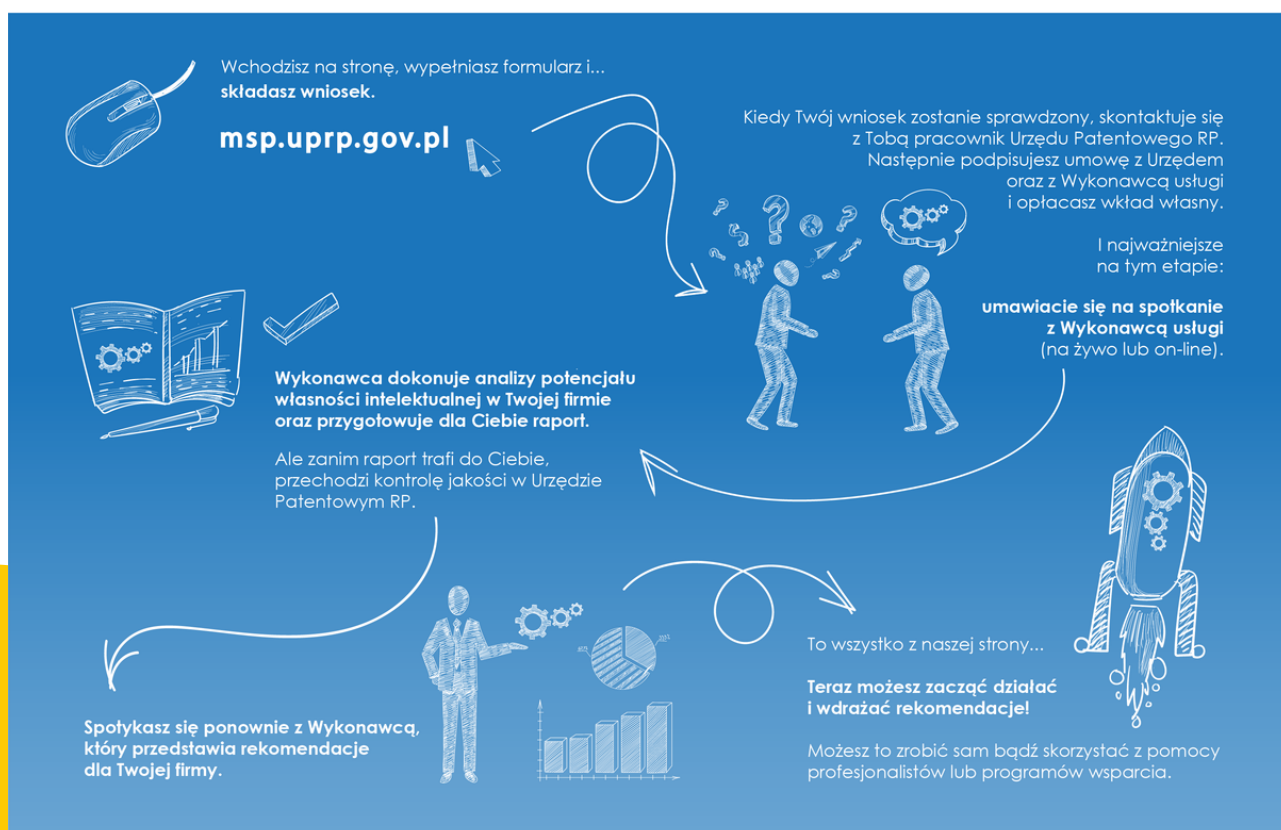 Wchodzisz na stronę, wypełniasz formularz i...
składasz wniosek.
msp.uprp.gov.pl
Kiedy Twój wniosek zostanie sprawdzony, skontaktuje się
z Tobą pracownik Urzędu Patentowego RP.
Następnie podpisujesz umowę z Urzędem
oraz z Wykonawcą usługi
i opłacasz wkład własny.
I najważniejsze
na tym etapie:
umawiacie się na spotkanie
z Wykonawcą usługi
(na żywo lub on-line).
Wykonawca dokonuje analizy potencjału
własności intelektualnej w Twojej firmie
oraz przygotowuje dla Ciebie raport.
Ale zanim raport trafi do Ciebie,
przechodzi kontrolę jakości w Urzędzie
Patentowym RP.
Spotykasz się ponownie z Wykonawcą,
który przedstawia rekomendacje
dla Twojej firmy.
To wszystko z naszej strony...
Teraz możesz zacząć działać
i wdrażać rekomendacje!
Możesz to zrobić sam bądź skorzystać z pomocy
profesjonalistów lub programów wsparcia.